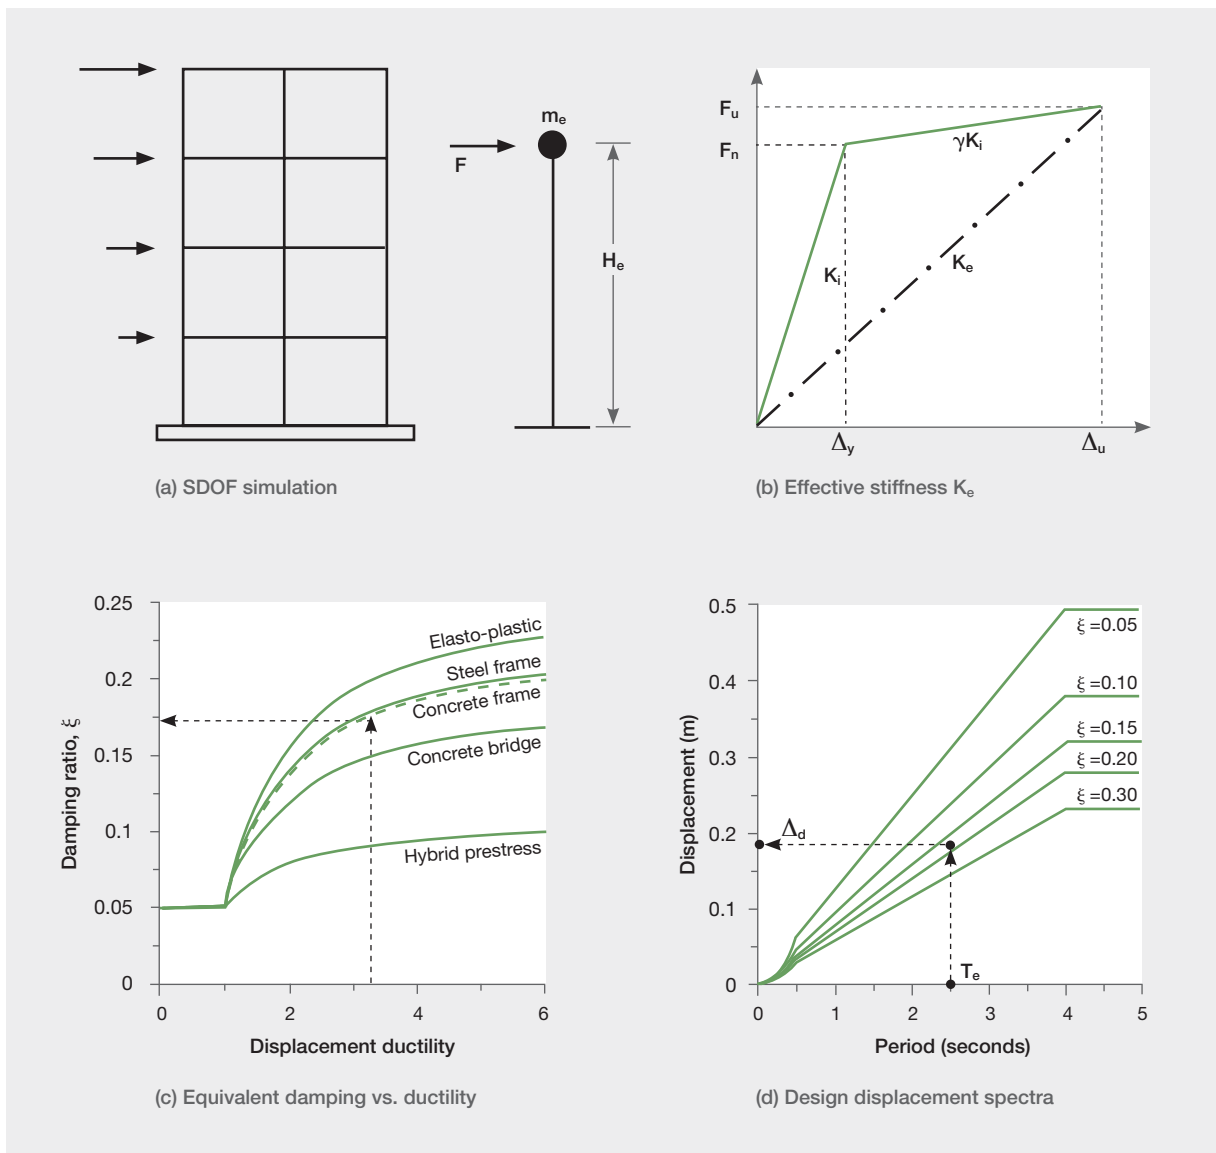 F
mₑ
Hₑ
(a) SDOF simulation
Fᵤ
Fₙ
γKᵢ
Kᵢ
Kₑ
Δᵧ
Δᵤ
(b) Effective stiffness Kₑ
Damping ratio, ξ
0.25
0.2
0.15
0.1
0.05
0
Elasto-plastic
Steel frame
Concrete frame
Concrete bridge
Hybrid prestress
0 2 4 6
Displacement ductility
(c) Equivalent damping vs. ductility
Displacement (m)
0.5
0.4
0.3
0.2
0.1
0
ξ =0.05
ξ =0.10
ξ =0.15
ξ =0.20
ξ =0.30
Δd
Tₑ
0 1 2 3 4 5
Period (seconds)
(d) Design displacement spectra